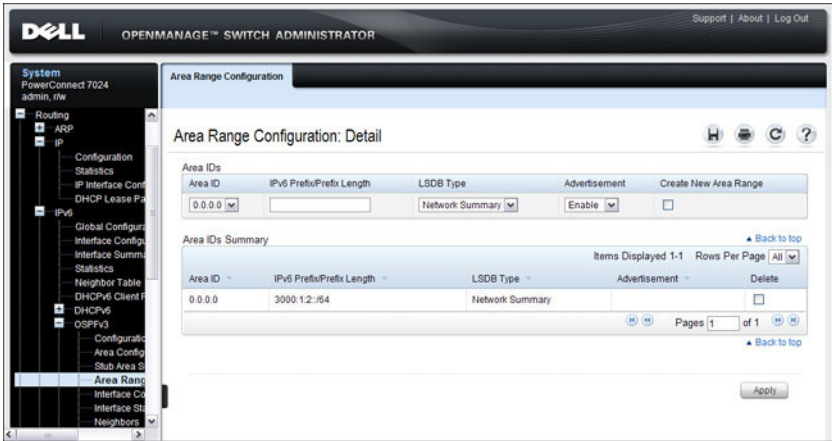 Support | About | Log Out
DELL
OPENMANAGE™ SWITCH ADMINISTRATOR
System
PowerConnect 7024
admin, r/w
Routing
ARP
IP
Configuration
Statistics
IP Interface Conf
DHCP Lease Pa
IPv6
Global Configura
Interface Configu
Interface Summa
Statistics
Neighbor Table
DHCPv6 Client P
DHCPv6
OSPFv3
Configuratio
Area Config
Stub Area S
Area Rang
Interface Co
Interface Sta
Neighbors
Area Range Configuration
Area Range Configuration: Detail
Area IDs
Area ID IPv6 Prefix/Prefix Length LSDB Type Advertisement Create New Area Range
0.0.0.0 Network Summary Enable
Area IDs Summary Back to top
Items Displayed 1-1 Rows Per Page All
Area ID IPv6 Prefix/Prefix Length LSDB Type Advertisement Delete
0.0.0.0 3000:1:2::/64 Network Summary
Pages 1 of 1
Back to top
Apply